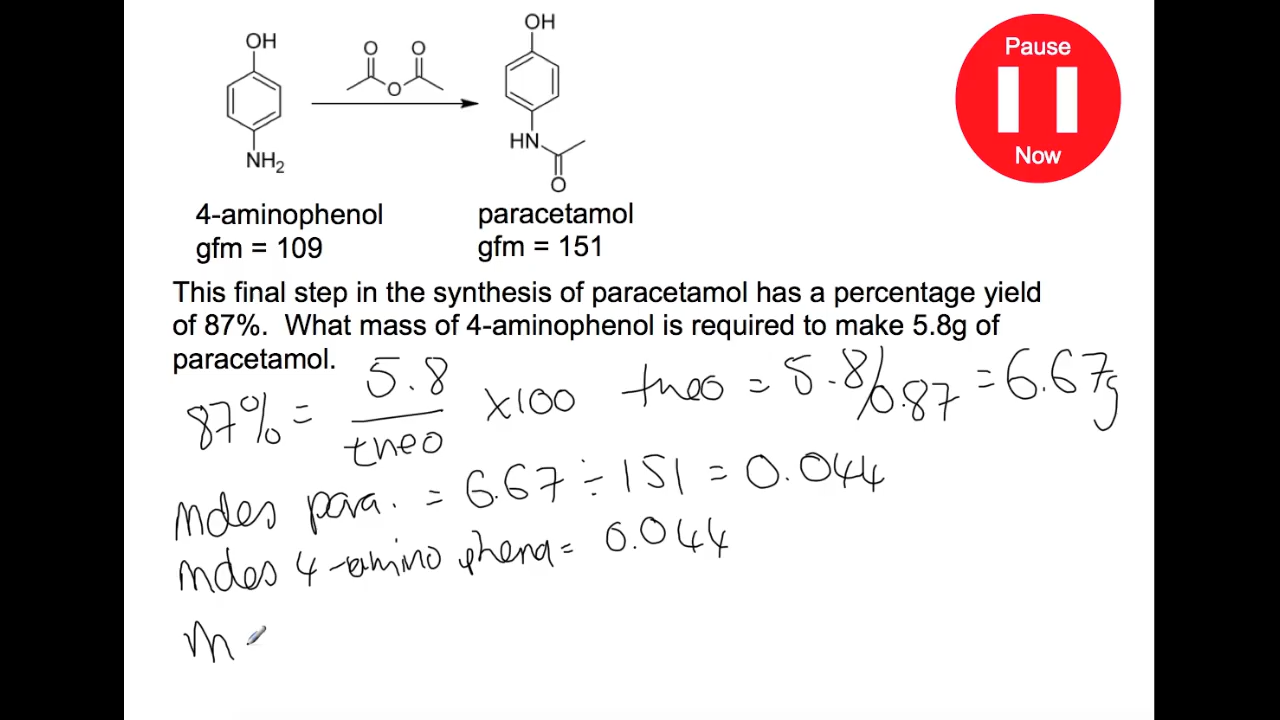 OH
O O
O
NH2
OH
HN
O
Pause
Now
4-aminophenol paracetamol
gfm = 109 gfm = 151
This final step in the synthesis of paracetamol has a percentage yield
of 87%. What mass of 4-aminophenol is required to make 5.8g of
paracetamol.
87% = 5.8/theo x100 theo = 5.8/0.87 = 6.67g
moles para. = 6.67 ÷ 151 = 0.044
moles 4-amino phenol = 0.044
m